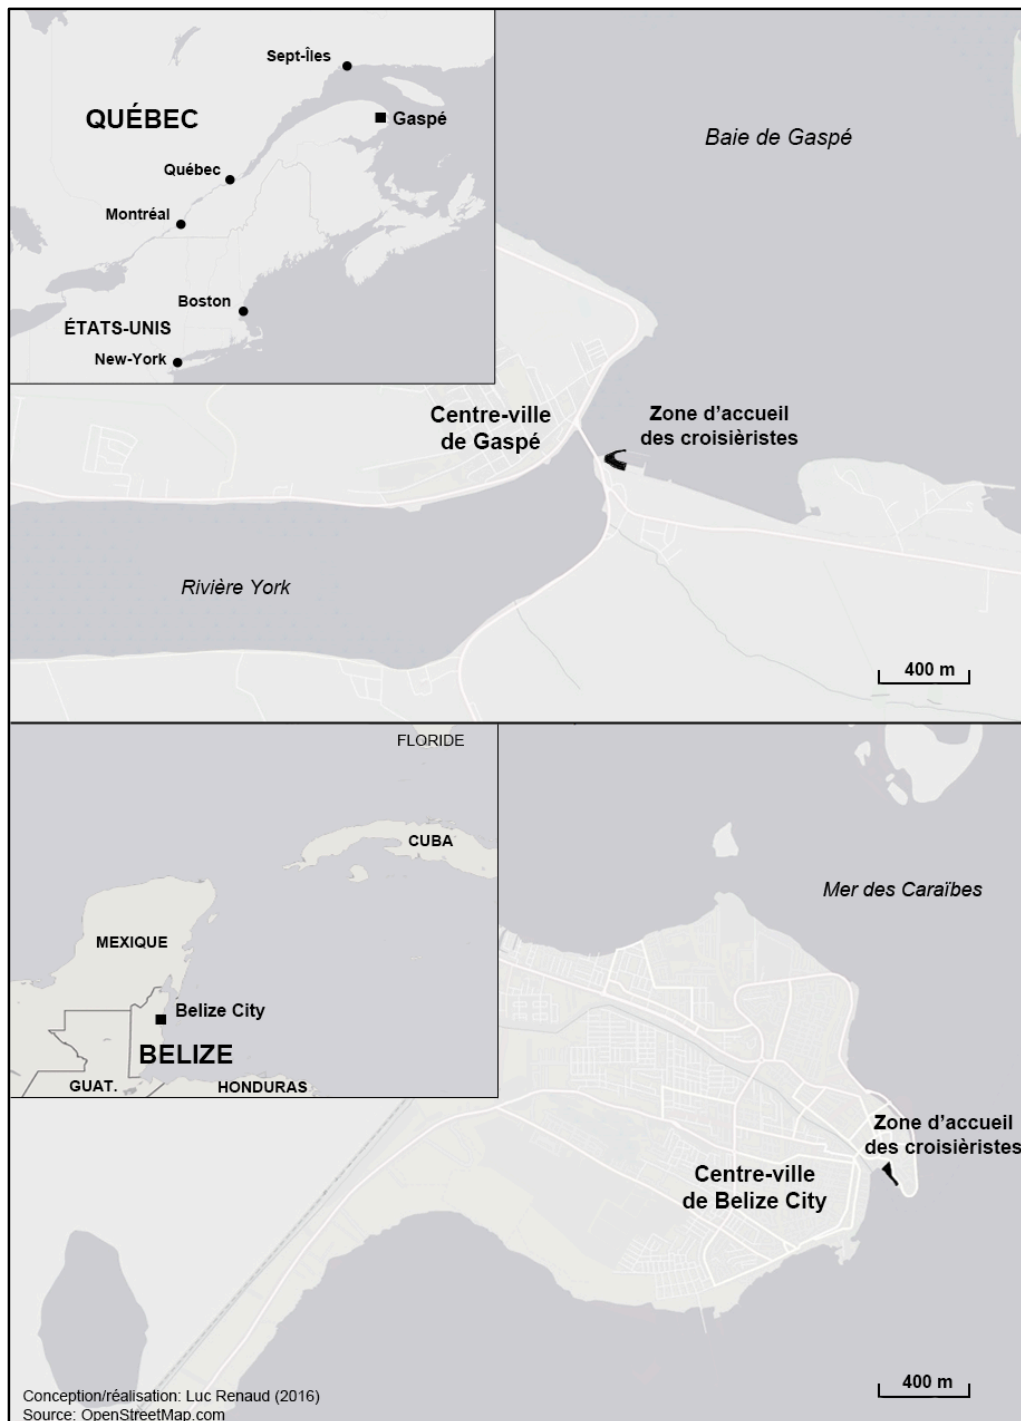 Sept-Îles
QUÉBEC
Gaspé
Québec
Montréal
Boston
ÉTATS-UNIS
New-York
Baie de Gaspé
Centre-ville
de Gaspé
Zone d'accueil
des croisièristes
Rivière York
400 m
FLORIDE
CUBA
MEXIQUE
Belize City
BELIZE
GUAT.
HONDURAS
Mer des Caraïbes
Zone d'accueil
des croisièristes
Centre-ville
de Belize City
400 m
Conception/réalisation: Luc Renaud (2016)
Source: OpenStreetMap.com